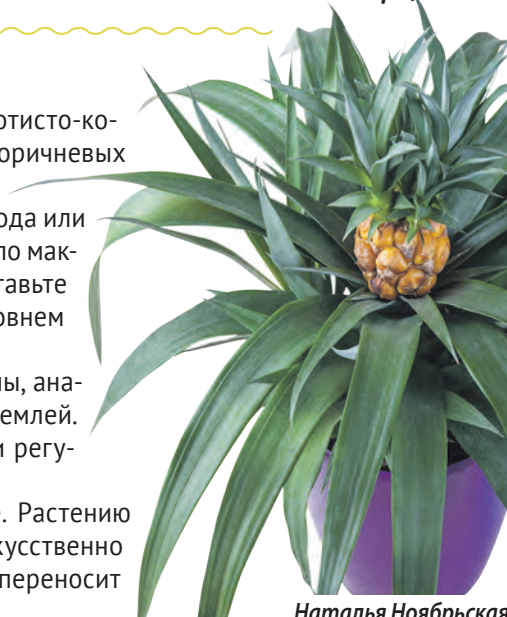 отисто-ко-
оричневых
ода или
ло мак-
тавьте
овнем
ны, ана-
емлей.
и регу-
. Растению
кусственно
переносит
Наталья Ноябрьская